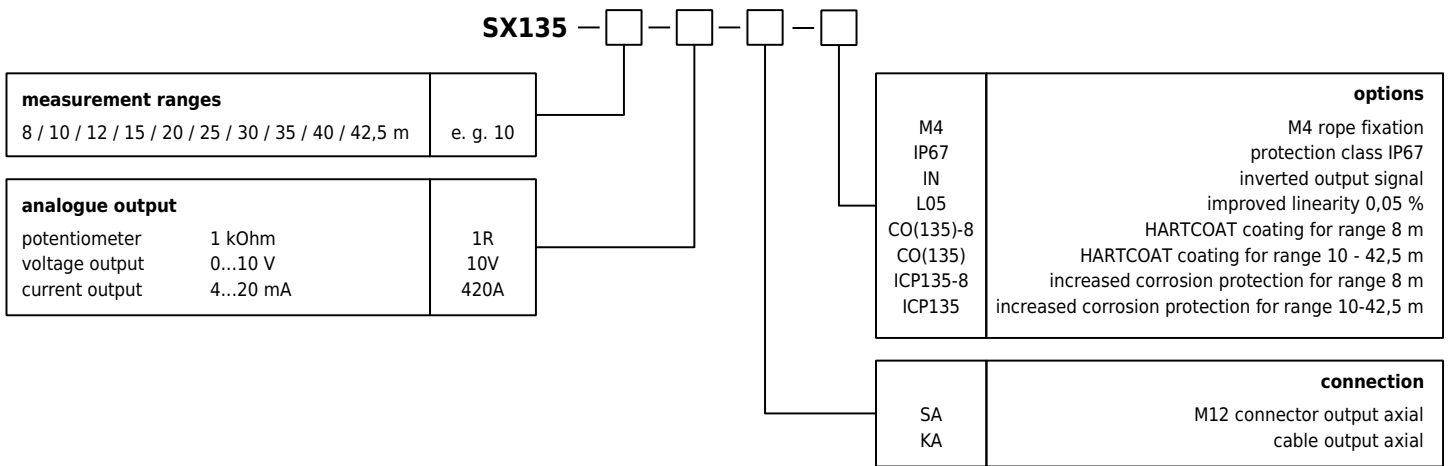 SX135 — □ — □ — □ — □
measurement ranges
8 / 10 / 12 / 15 / 20 / 25 / 30 / 35 / 40 / 42,5 m e. g. 10
analogue output
potentiometer 1 kOhm 1R
voltage output 0...10 V 10V
current output 4...20 mA 420A
options
M4 M4 rope fixation
IP67 protection class IP67
IN inverted output signal
L05 improved linearity 0,05 %
CO(135)-8 HARTCOAT coating for range 8 m
CO(135) HARTCOAT coating for range 10 - 42,5 m
ICP135-8 increased corrosion protection for range 8 m
ICP135 increased corrosion protection for range 10-42,5 m
connection
SA M12 connector output axial
KA cable output axial